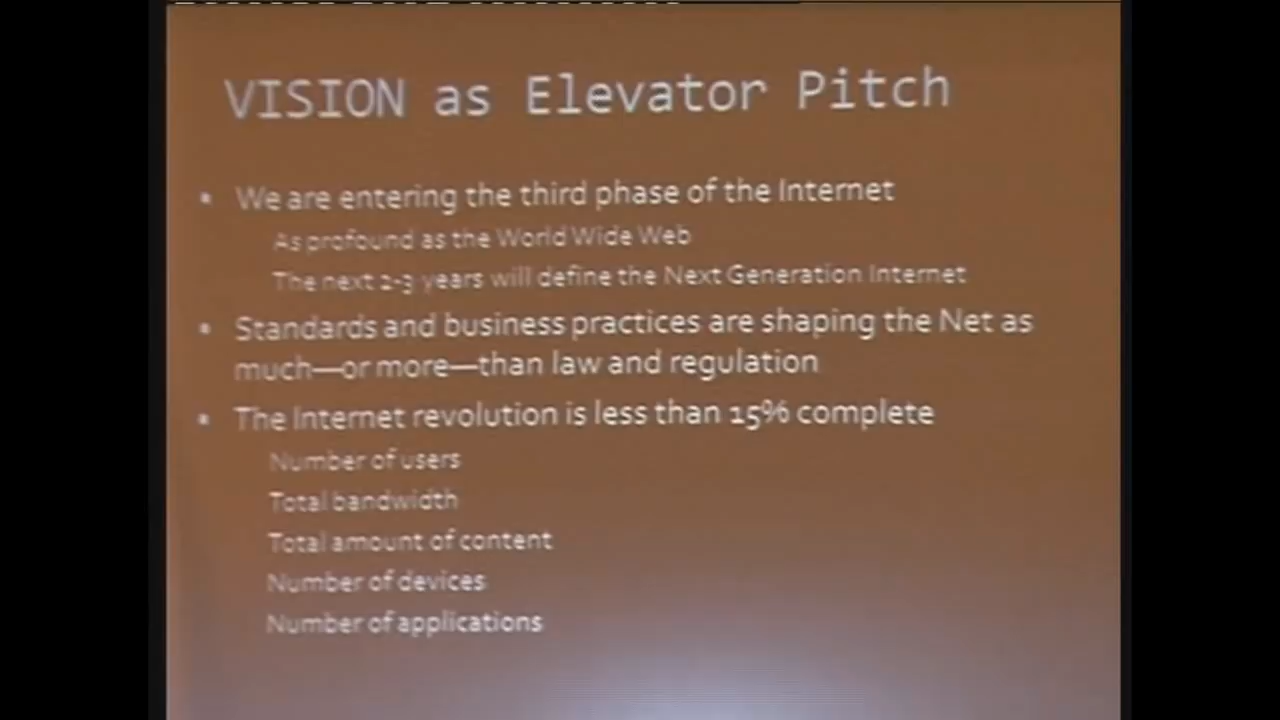 VISION as Elevator Pitch
• We are entering the third phase of the Internet
As profound as the World Wide Web
The next 2-3 years will define the Next Generation Internet
• Standards and business practices are shaping the Net as
much—or more—than law and regulation
• The Internet revolution is less than 15% complete
Number of users
Total bandwidth
Total amount of content
Number of devices
Number of applications